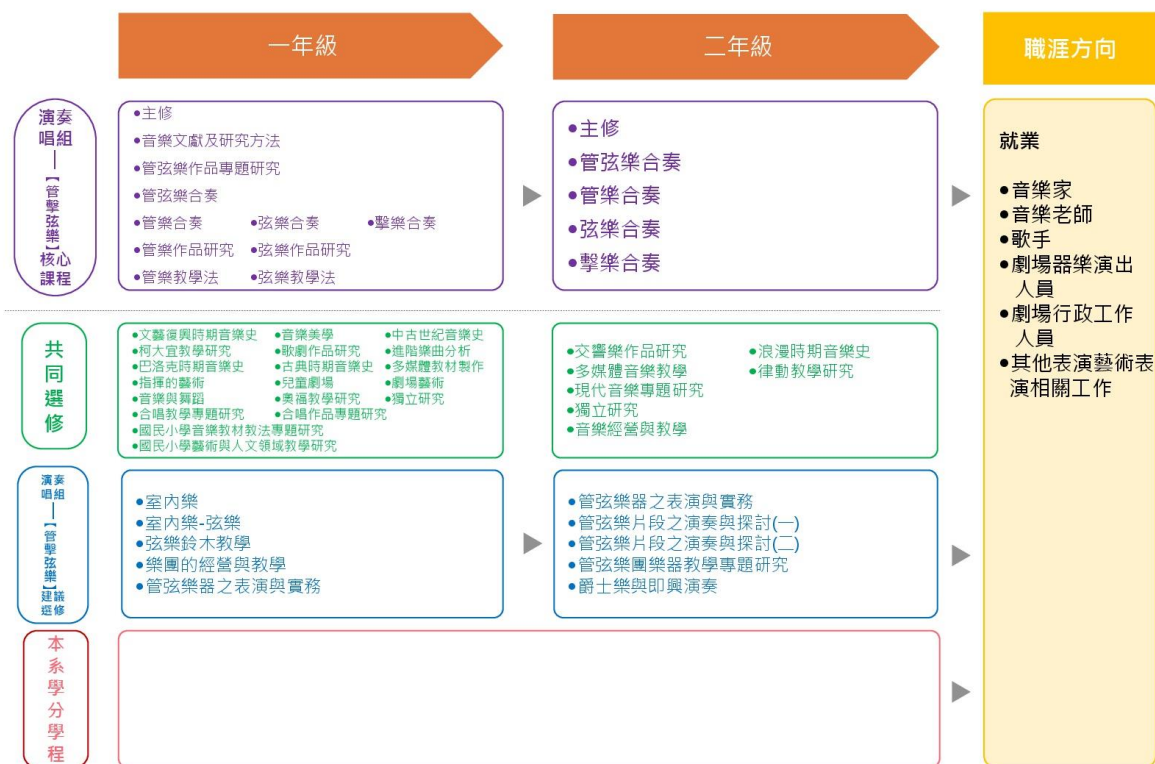 一年級
二年級
職涯方向
演奏
唱組
—
【管擊弦樂】
核心
課程
●主修
●音樂文獻及研究方法
●管弦樂作品專題研究
●管弦樂合奏
●管樂合奏 ●弦樂合奏 ●擊樂合奏
●管樂作品研究 ●弦樂作品研究
●管樂教學法 ●弦樂教學法
●主修
●管弦樂合奏
●管樂合奏
●弦樂合奏
●擊樂合奏
就業
●音樂家
●音樂老師
●歌手
●劇場器樂演出
人員
●劇場行政工作
人員
●其他表演藝術表
演相關工作
共同選修
●文藝復興時期音樂史 ●音樂美學 ●中古世紀音樂史
●柯大宜教學研究 ●歌劇作品研究 ●進階樂曲分析
●巴洛克時期音樂史 ●古典時期音樂史 ●多媒體教材製作
●指揮的藝術 ●兒童劇場 ●劇場藝術
●音樂與舞蹈 ●奧福教學研究 ●獨立研究
●合唱教學專題研究 ●合唱作品專題研究
●國民小學音樂教材教法專題研究
●國民小學藝術與人文領域教學研究
●交響樂作品研究 ●浪漫時期音樂史
●多媒體音樂教學 ●律動教學研究
●現代音樂專題研究
●獨立研究
●音樂經營與教學
演奏
唱組
—
【管擊弦樂】
建議
選修
●室內樂
●室內樂-弦樂
●弦樂鈴木教學
●樂團的經營與教學
●管弦樂器之表演與實務
●管弦樂器之表演與實務
●管弦樂片段之演奏與探討(一)
●管弦樂片段之演奏與探討(二)
●管弦樂團樂器教學專題研究
●爵士樂與即興演奏
本系學分學程